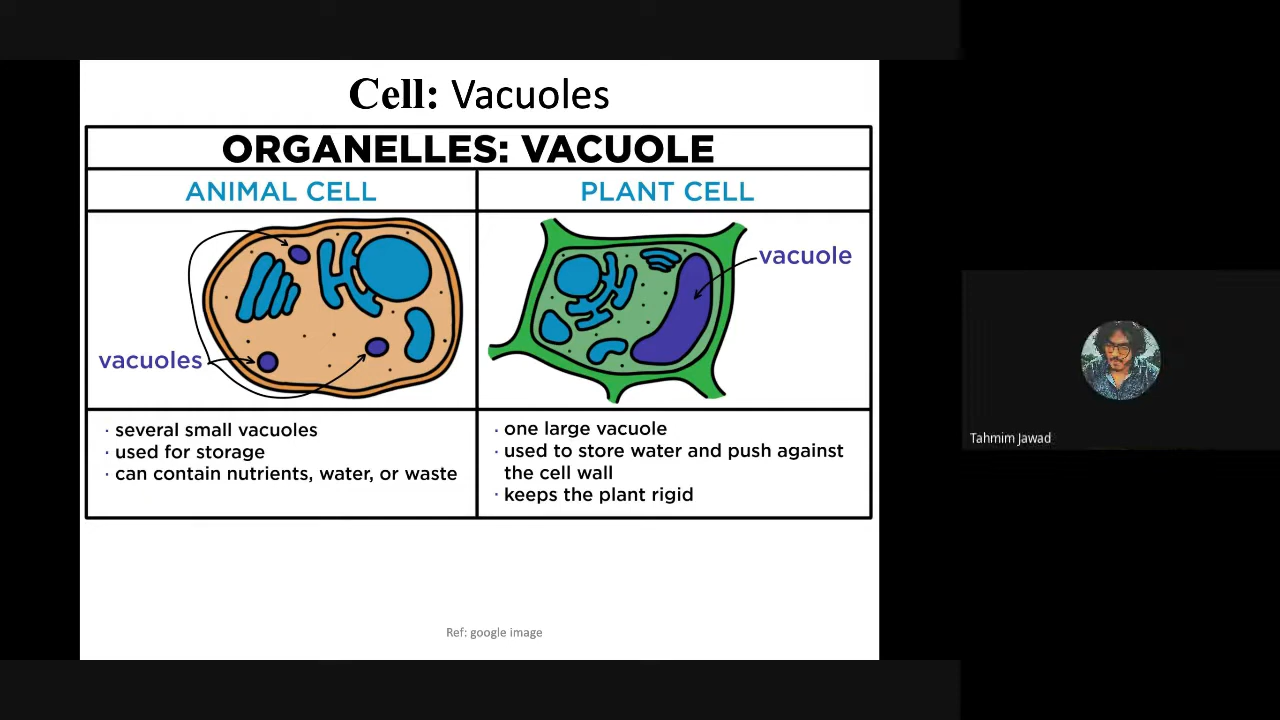 Cell: Vacuoles
ORGANELLES: VACUOLE
ANIMAL CELL
PLANT CELL
vacuoles
vacuole
· several small vacuoles
· used for storage
· can contain nutrients, water, or waste
· one large vacuole
· used to store water and push against
the cell wall
· keeps the plant rigid
Ref: google image
Tahmim Jawad